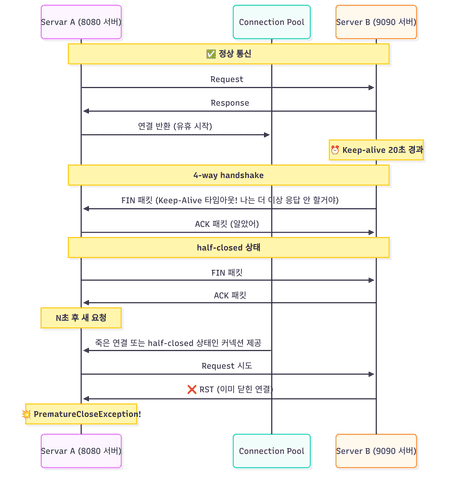 Servar A (8080 서버)
Connection Pool
Server B (9090 서버)
✅ 정상 통신
Request
Response
연결 반환 (유휴 시작)
⏰ Keep-alive 20초 경과
4-way handshake
FIN 패킷 (Keep-Alive 타임아웃! 나는 더 이상 응답 안 할거야)
ACK 패킷 (알았어)
half-closed 상태
FIN 패킷
ACK 패킷
N초 후 새 요청
죽은 연결 또는 half-closed 상태인 커넥션 제공
Request 시도
❌ RST (이미 닫힌 연결)
💥 PrematureCloseException!
Servar A (8080 서버)
Connection Pool
Server B (9090 서버)